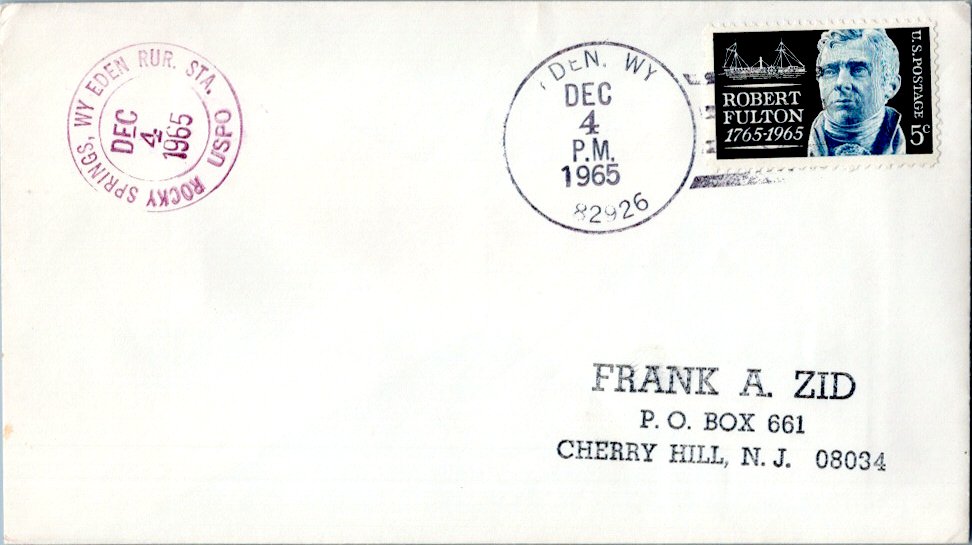 ROCKY SPRINGS, WY EDEN RUR. STA. USPO
DEC
4
1965
DEN. WY
DEC
4
P.M.
1965
82926
ROBERT
FULTON
1765-1965
U.S. POSTAGE 5c
FRANK A. ZID
P. O. BOX 661
CHERRY HILL, N. J. 08034